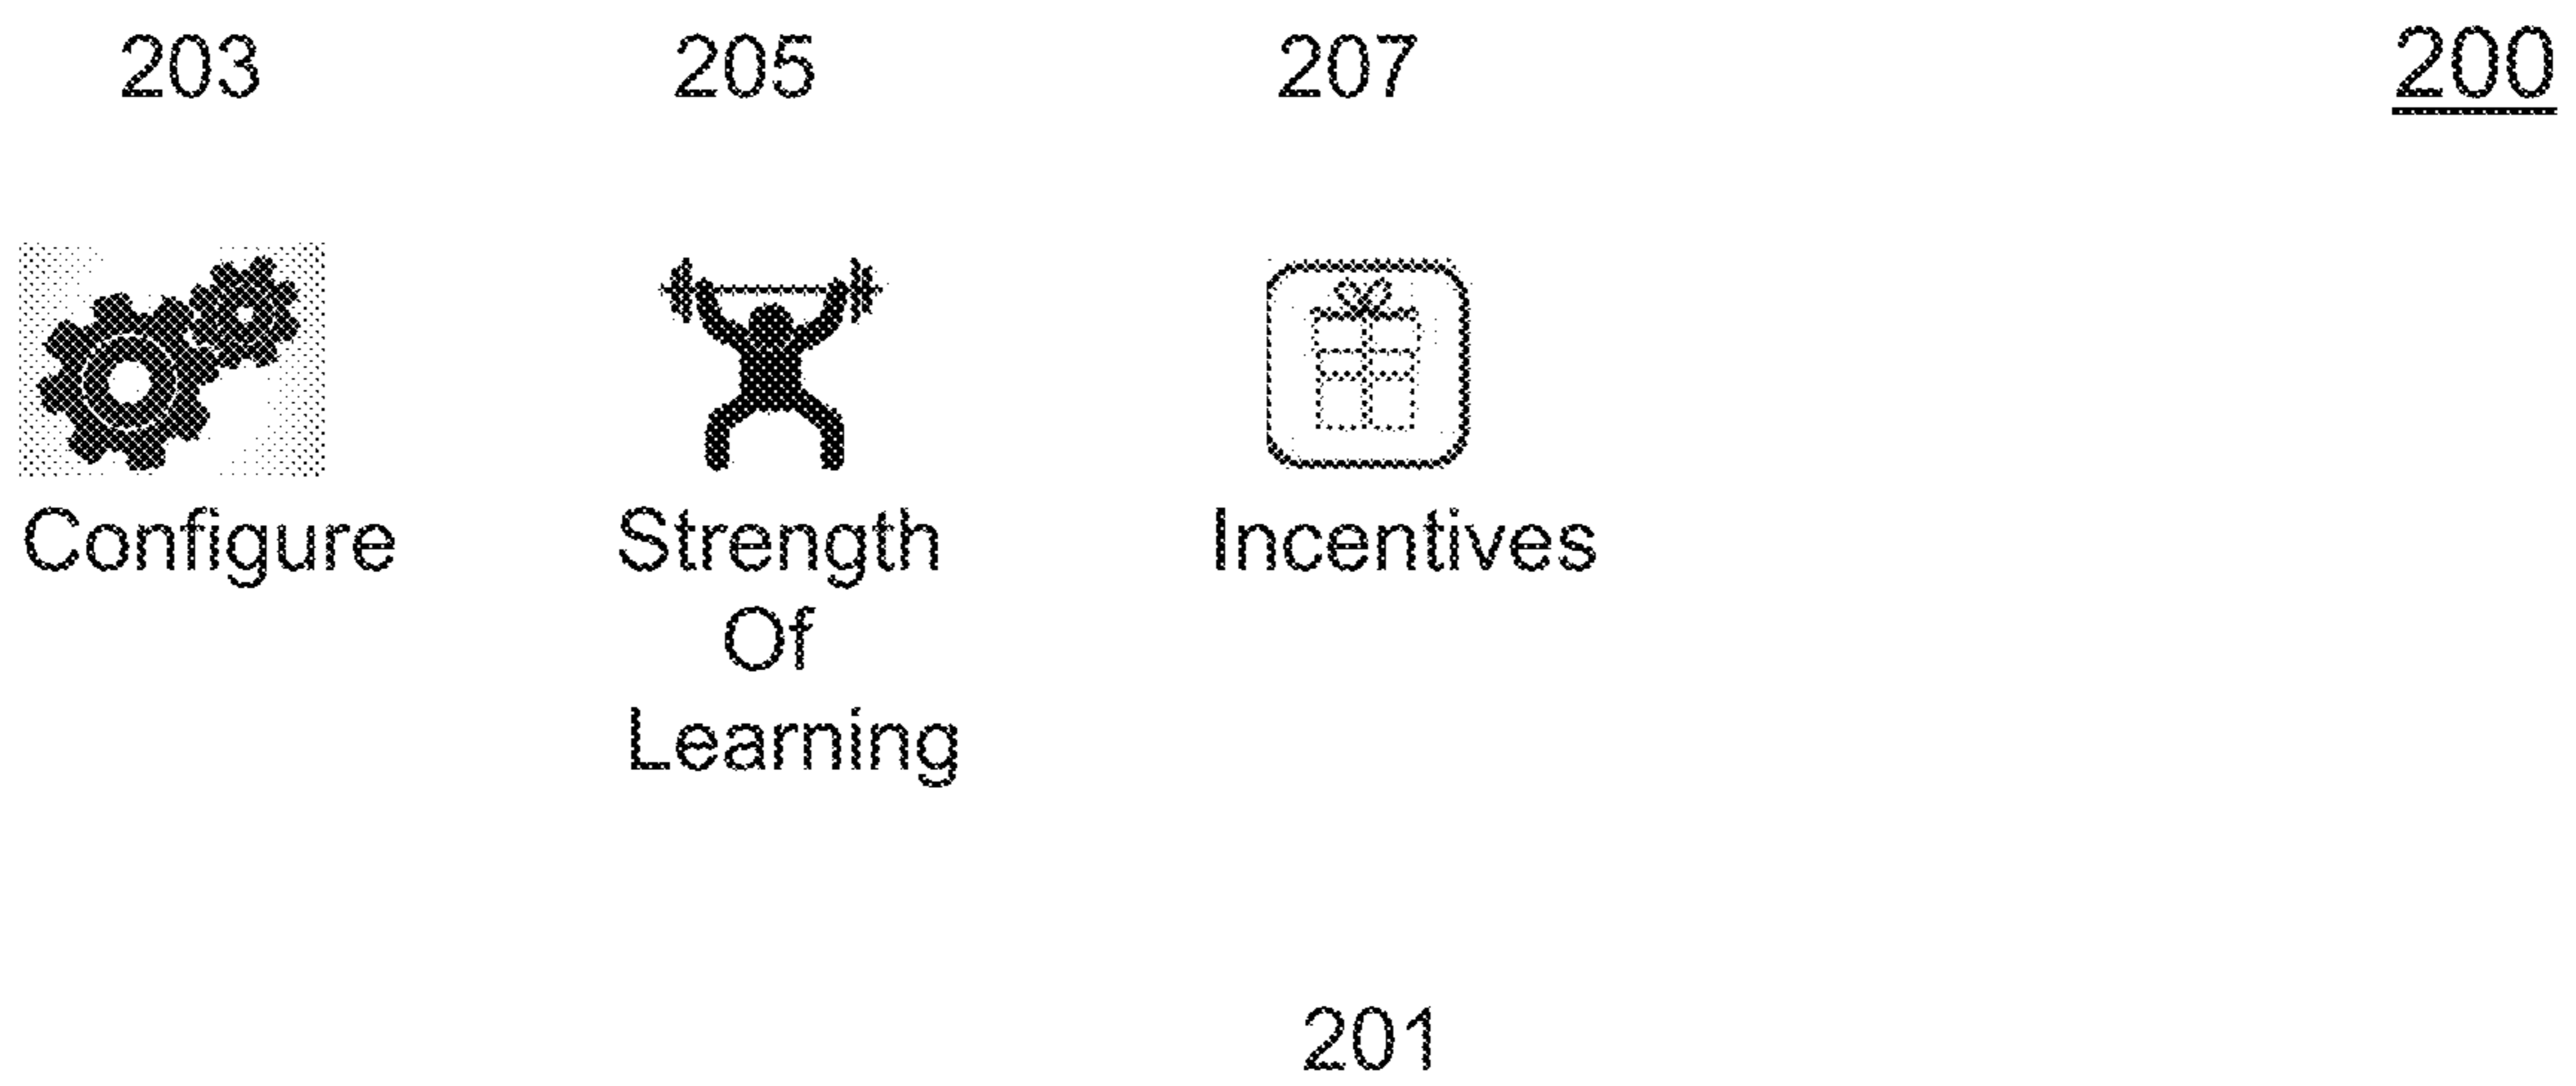 203 205 207 200
Configure Strength Incentives
Of
Learning
201